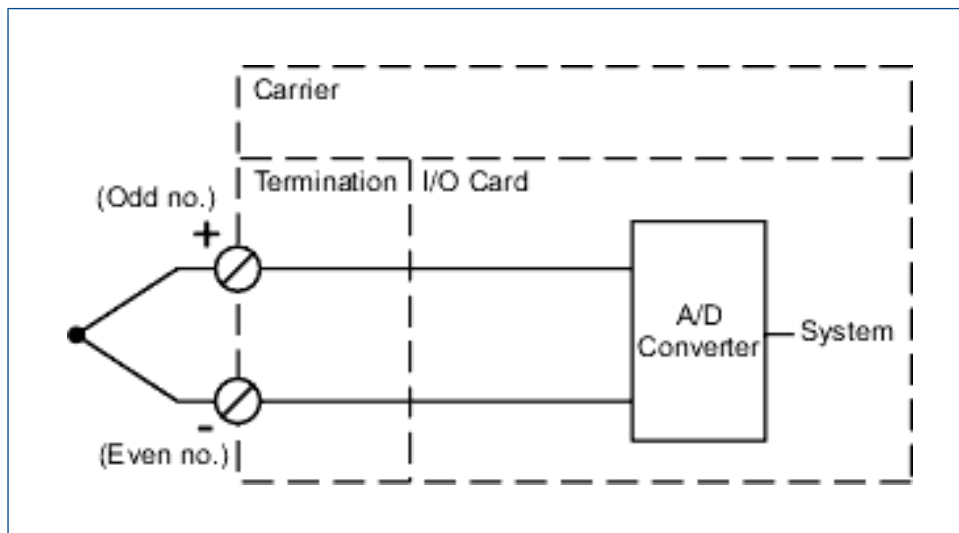 Carrier
Termination
I/O Card
(Odd no.)
+
A/D
Converter
System
-
(Even no.)